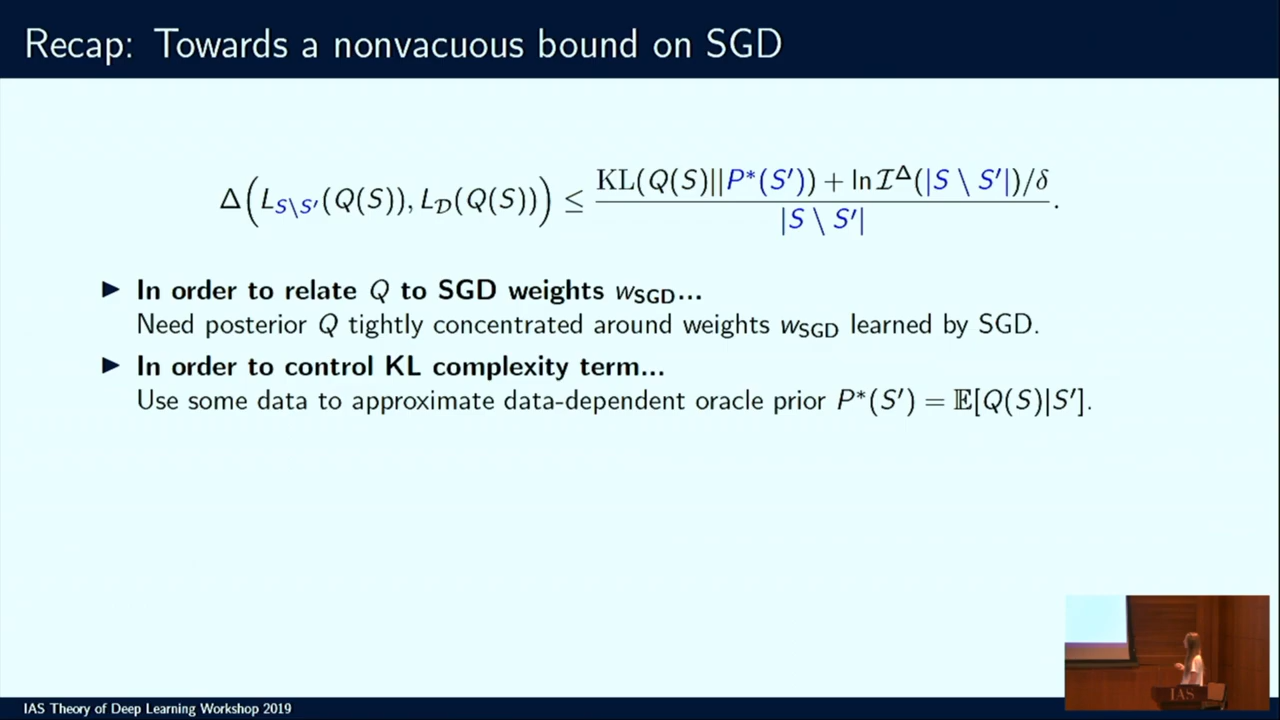 Recap: Towards a nonvacuous bound on SGD
Δ(L_{S\S′}(Q(S)), L_𝒟(Q(S))) ≤ (KL(Q(S)||P*(S′)) + ln ℐ^Δ(|S \ S′|)/δ) / |S \ S′|.
▶ In order to relate Q to SGD weights w_SGD...
Need posterior Q tightly concentrated around weights w_SGD learned by SGD.
▶ In order to control KL complexity term...
Use some data to approximate data-dependent oracle prior P*(S′) = 𝔼[Q(S)|S′].
IAS
IAS Theory of Deep Learning Workshop 2019